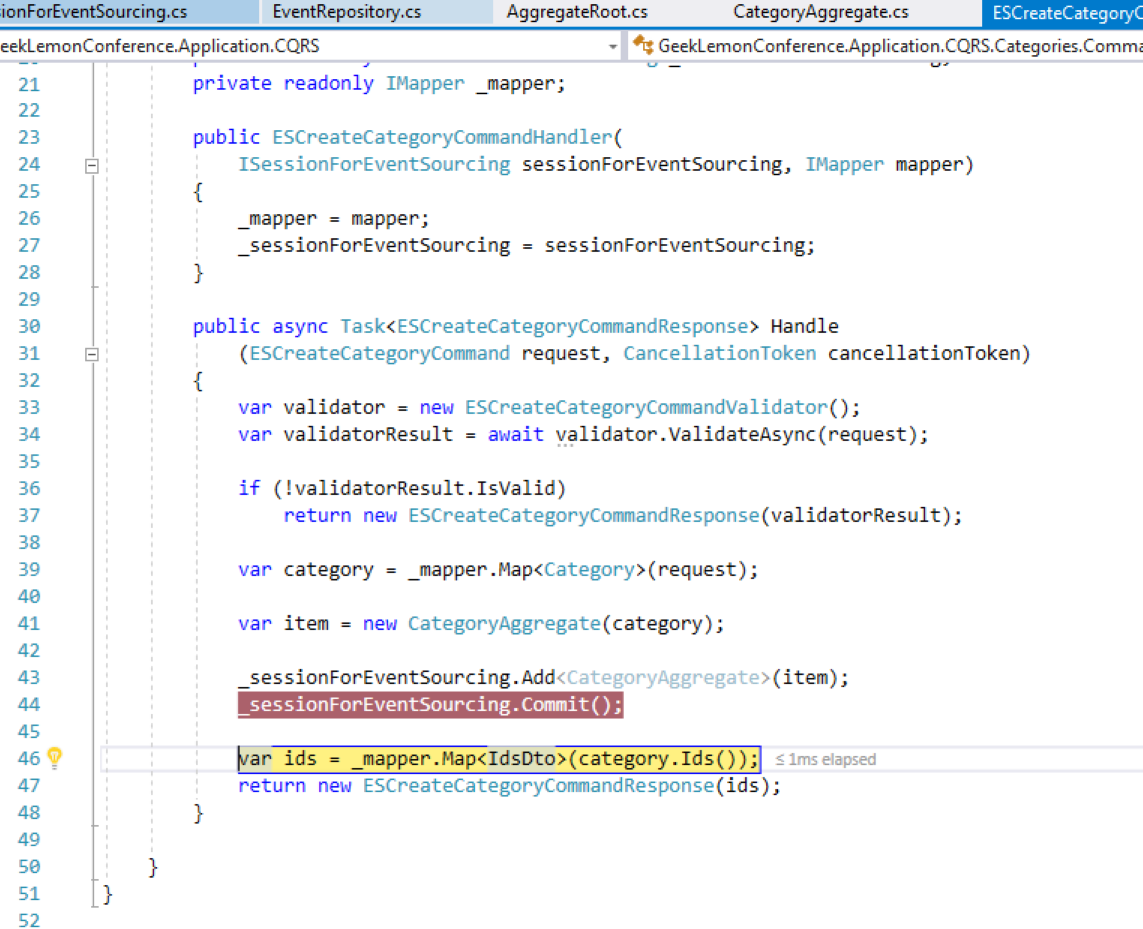 ionForEventSourcing.cs EventRepository.cs AggregateRoot.cs CategoryAggregate.cs ESCreateCategoryC
eekLemonConference.Application.CQRS GeekLemonConference.Application.CQRS.Categories.Comma
21 private readonly IMapper _mapper;
22
23 public ESCreateCategoryCommandHandler(
24 ISessionForEventSourcing sessionForEventSourcing, IMapper mapper)
25 {
26 _mapper = mapper;
27 _sessionForEventSourcing = sessionForEventSourcing;
28 }
29
30 public async Task<ESCreateCategoryCommandResponse> Handle
31 (ESCreateCategoryCommand request, CancellationToken cancellationToken)
32 {
33 var validator = new ESCreateCategoryCommandValidator();
34 var validatorResult = await validator.ValidateAsync(request);
35
36 if (!validatorResult.IsValid)
37 return new ESCreateCategoryCommandResponse(validatorResult);
38
39 var category = _mapper.Map<Category>(request);
40
41 var item = new CategoryAggregate(category);
42
43 _sessionForEventSourcing.Add<CategoryAggregate>(item);
44 _sessionForEventSourcing.Commit();
45
46 var ids = _mapper.Map<IdsDto>(category.Ids()); ≤ 1ms elapsed
47 return new ESCreateCategoryCommandResponse(ids);
48 }
49
50 }
51 }
52